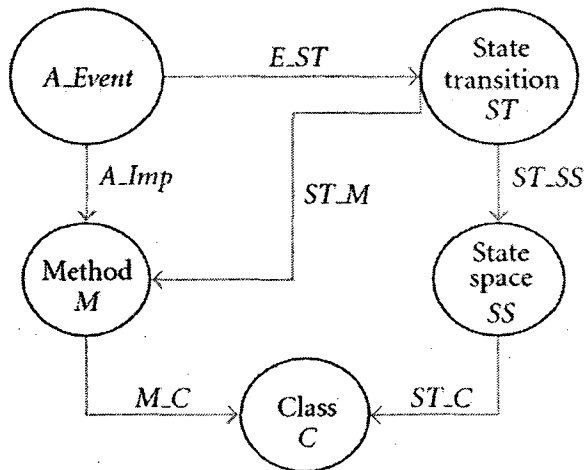 A_Event
E_ST
State
transition
ST
A_Imp
ST_M
ST_SS
Method
M
State
space
SS
M_C
Class
C
ST_C